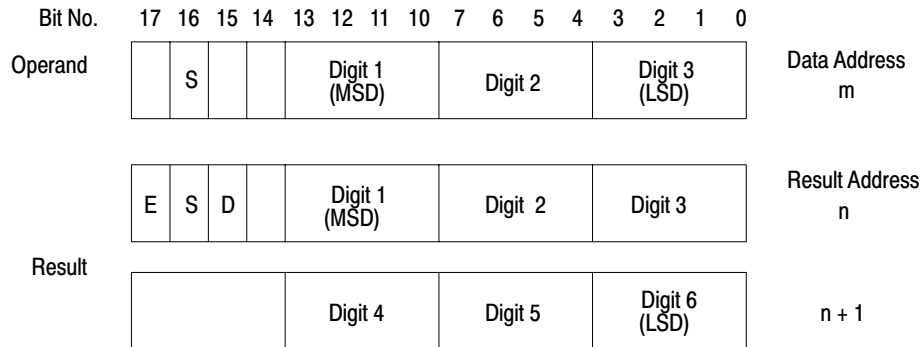 Bit No. 17 16 15 14 13 12 11 10 7 6 5 4 3 2 1 0
Operand S Digit 1 (MSD) Digit 2 Digit 3 (LSD) Data Address m
E S D Digit 1 (MSD) Digit 2 Digit 3 Result Address n
Result
Digit 4 Digit 5 Digit 6 (LSD) n + 1